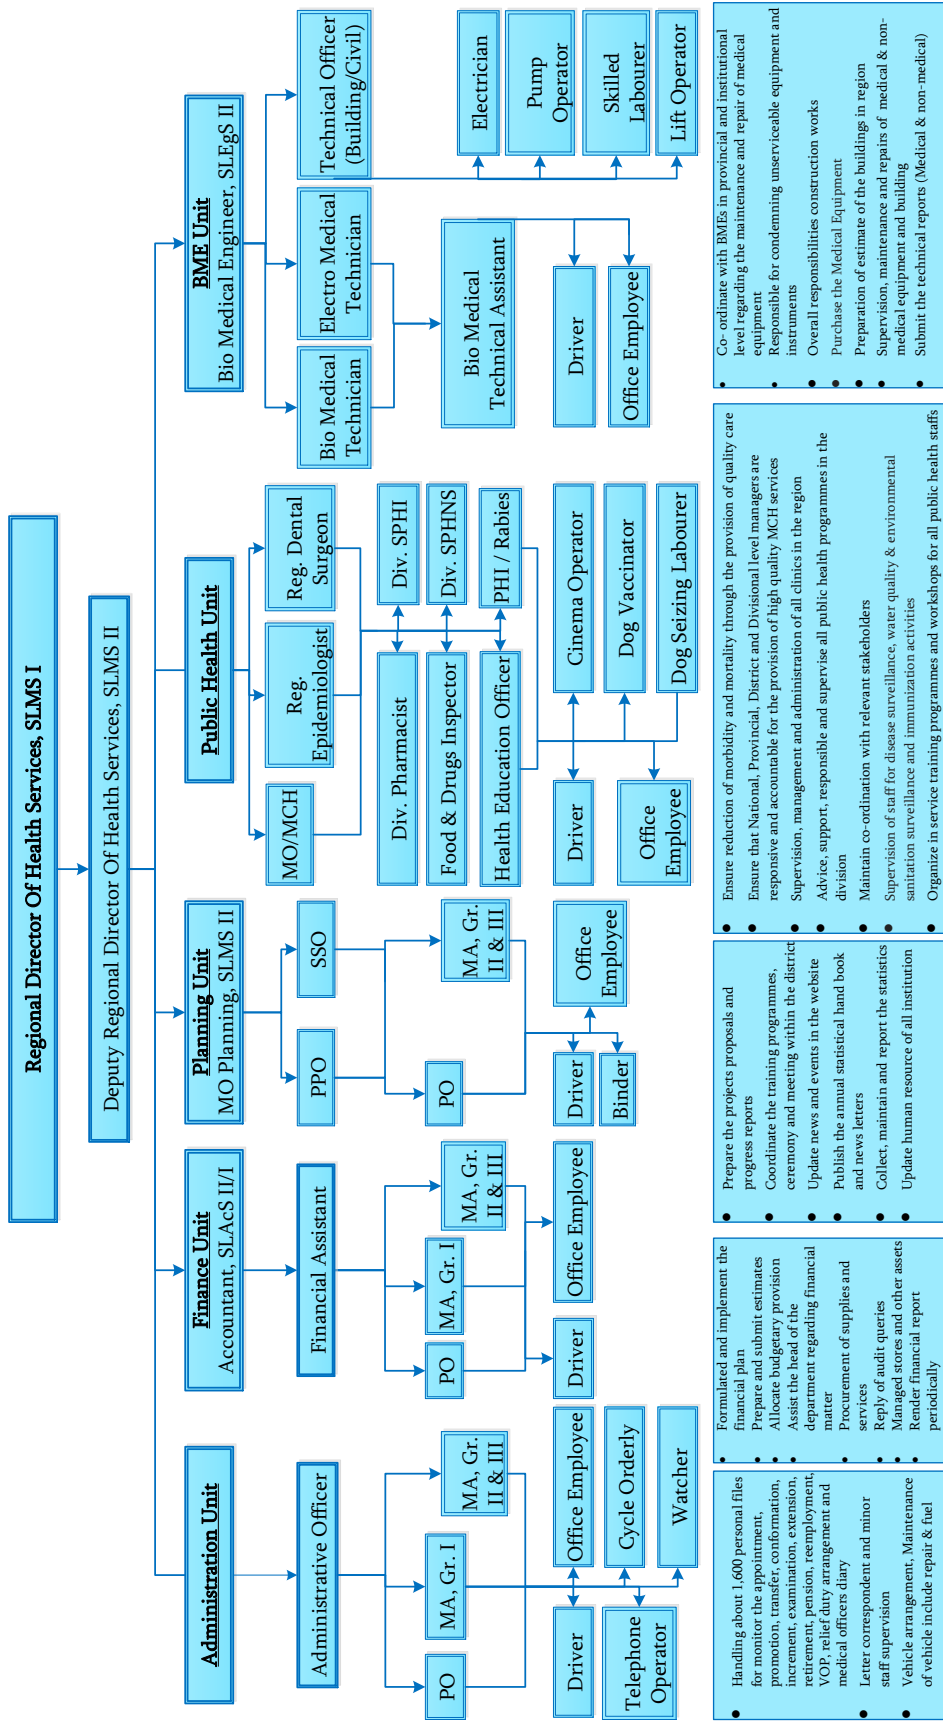 Regional Director Of Health Services, SLMS I
Deputy Regional Director Of Health Services, SLMS II
Administration Unit
Finance Unit
Accountant, SLAcS II/I
Planning Unit
MO Planning, SLMS II
Public Health Unit
BME Unit
Bio Medical Engineer, SLEgS II
Administrative Officer
Financial Assistant
PPO
SSO
MO/MCH
Reg.
Epidemiologist
Reg. Dental
Surgeon
Bio Medical
Technician
Electro Medical
Technician
Technical Officer
(Building/Civil)
PO
MA, Gr. I
MA, Gr.
II & III
PO
MA, Gr. I
MA, Gr.
II & III
PO
MA, Gr.
II & III
Div. Pharmacist
Div. SPHI
Food & Drugs Inspector
Div. SPHNS
Health Education Officer
PHI / Rabies
Bio Medical
Technical Assistant
Electrician
Pump
Operator
Skilled
Labourer
Lift Operator
Driver
Office Employee
Telephone
Operator
Cycle Orderly
Watcher
Driver
Office Employee
Driver
Binder
Office
Employee
Driver
Cinema Operator
Dog Vaccinator
Office
Employee
Dog Seizing Labourer
Driver
Office Employee
• Handling about 1,600 personal files
for monitor the appointment,
promotion, transfer, conformation,
increment, examination, extension,
retirement, pension, reemployment,
VOP, relief duty arrangement and
medical officers diary
• Letter correspondent and minor
staff supervision
• Vehicle arrangement, Maintenance
of vehicle include repair & fuel
• Formulated and implement the
financial plan
• Prepare and submit estimates
• Allocate budgetary provision
• Assist the head of the
department regarding financial
matter
• Procurement of supplies and
services
• Reply of audit queries
• Managed stores and other assets
• Render financial report
periodically
• Prepare the projects proposals and
progress reports
• Coordinate the training programmes,
ceremony and meeting within the district
• Update news and events in the website
• Publish the annual statistical hand book
and news letters
• Collect, maintain and report the statistics
• Update human resource of all institution
• Ensure reduction of morbidity and mortality through the provision of quality care
• Ensure that National, Provincial, District and Divisional level managers are
responsive and accountable for the provision of high quality MCH services
• Supervision, management and administration of all clinics in the region
• Advice, support, responsible and supervise all public health programmes in the
division
• Maintain co-ordination with relevant stakeholders
• Supervision of staff for disease surveillance, water quality & environmental
sanitation surveillance and immunization activities
• Organize in service training programmes and workshops for all public health staffs
• Co- ordinate with BMEs in provincial and institutional
level regarding the maintenance and repair of medical
equipment
• Responsible for condemning unserviceable equipment and
instruments
• Overall responsibilities construction works
• Purchase the Medical Equipment
• Preparation of estimate of the buildings in region
• Supervision, maintenance and repairs of medical & non-
medical equipment and building
• Submit the technical reports (Medical & non-medical)